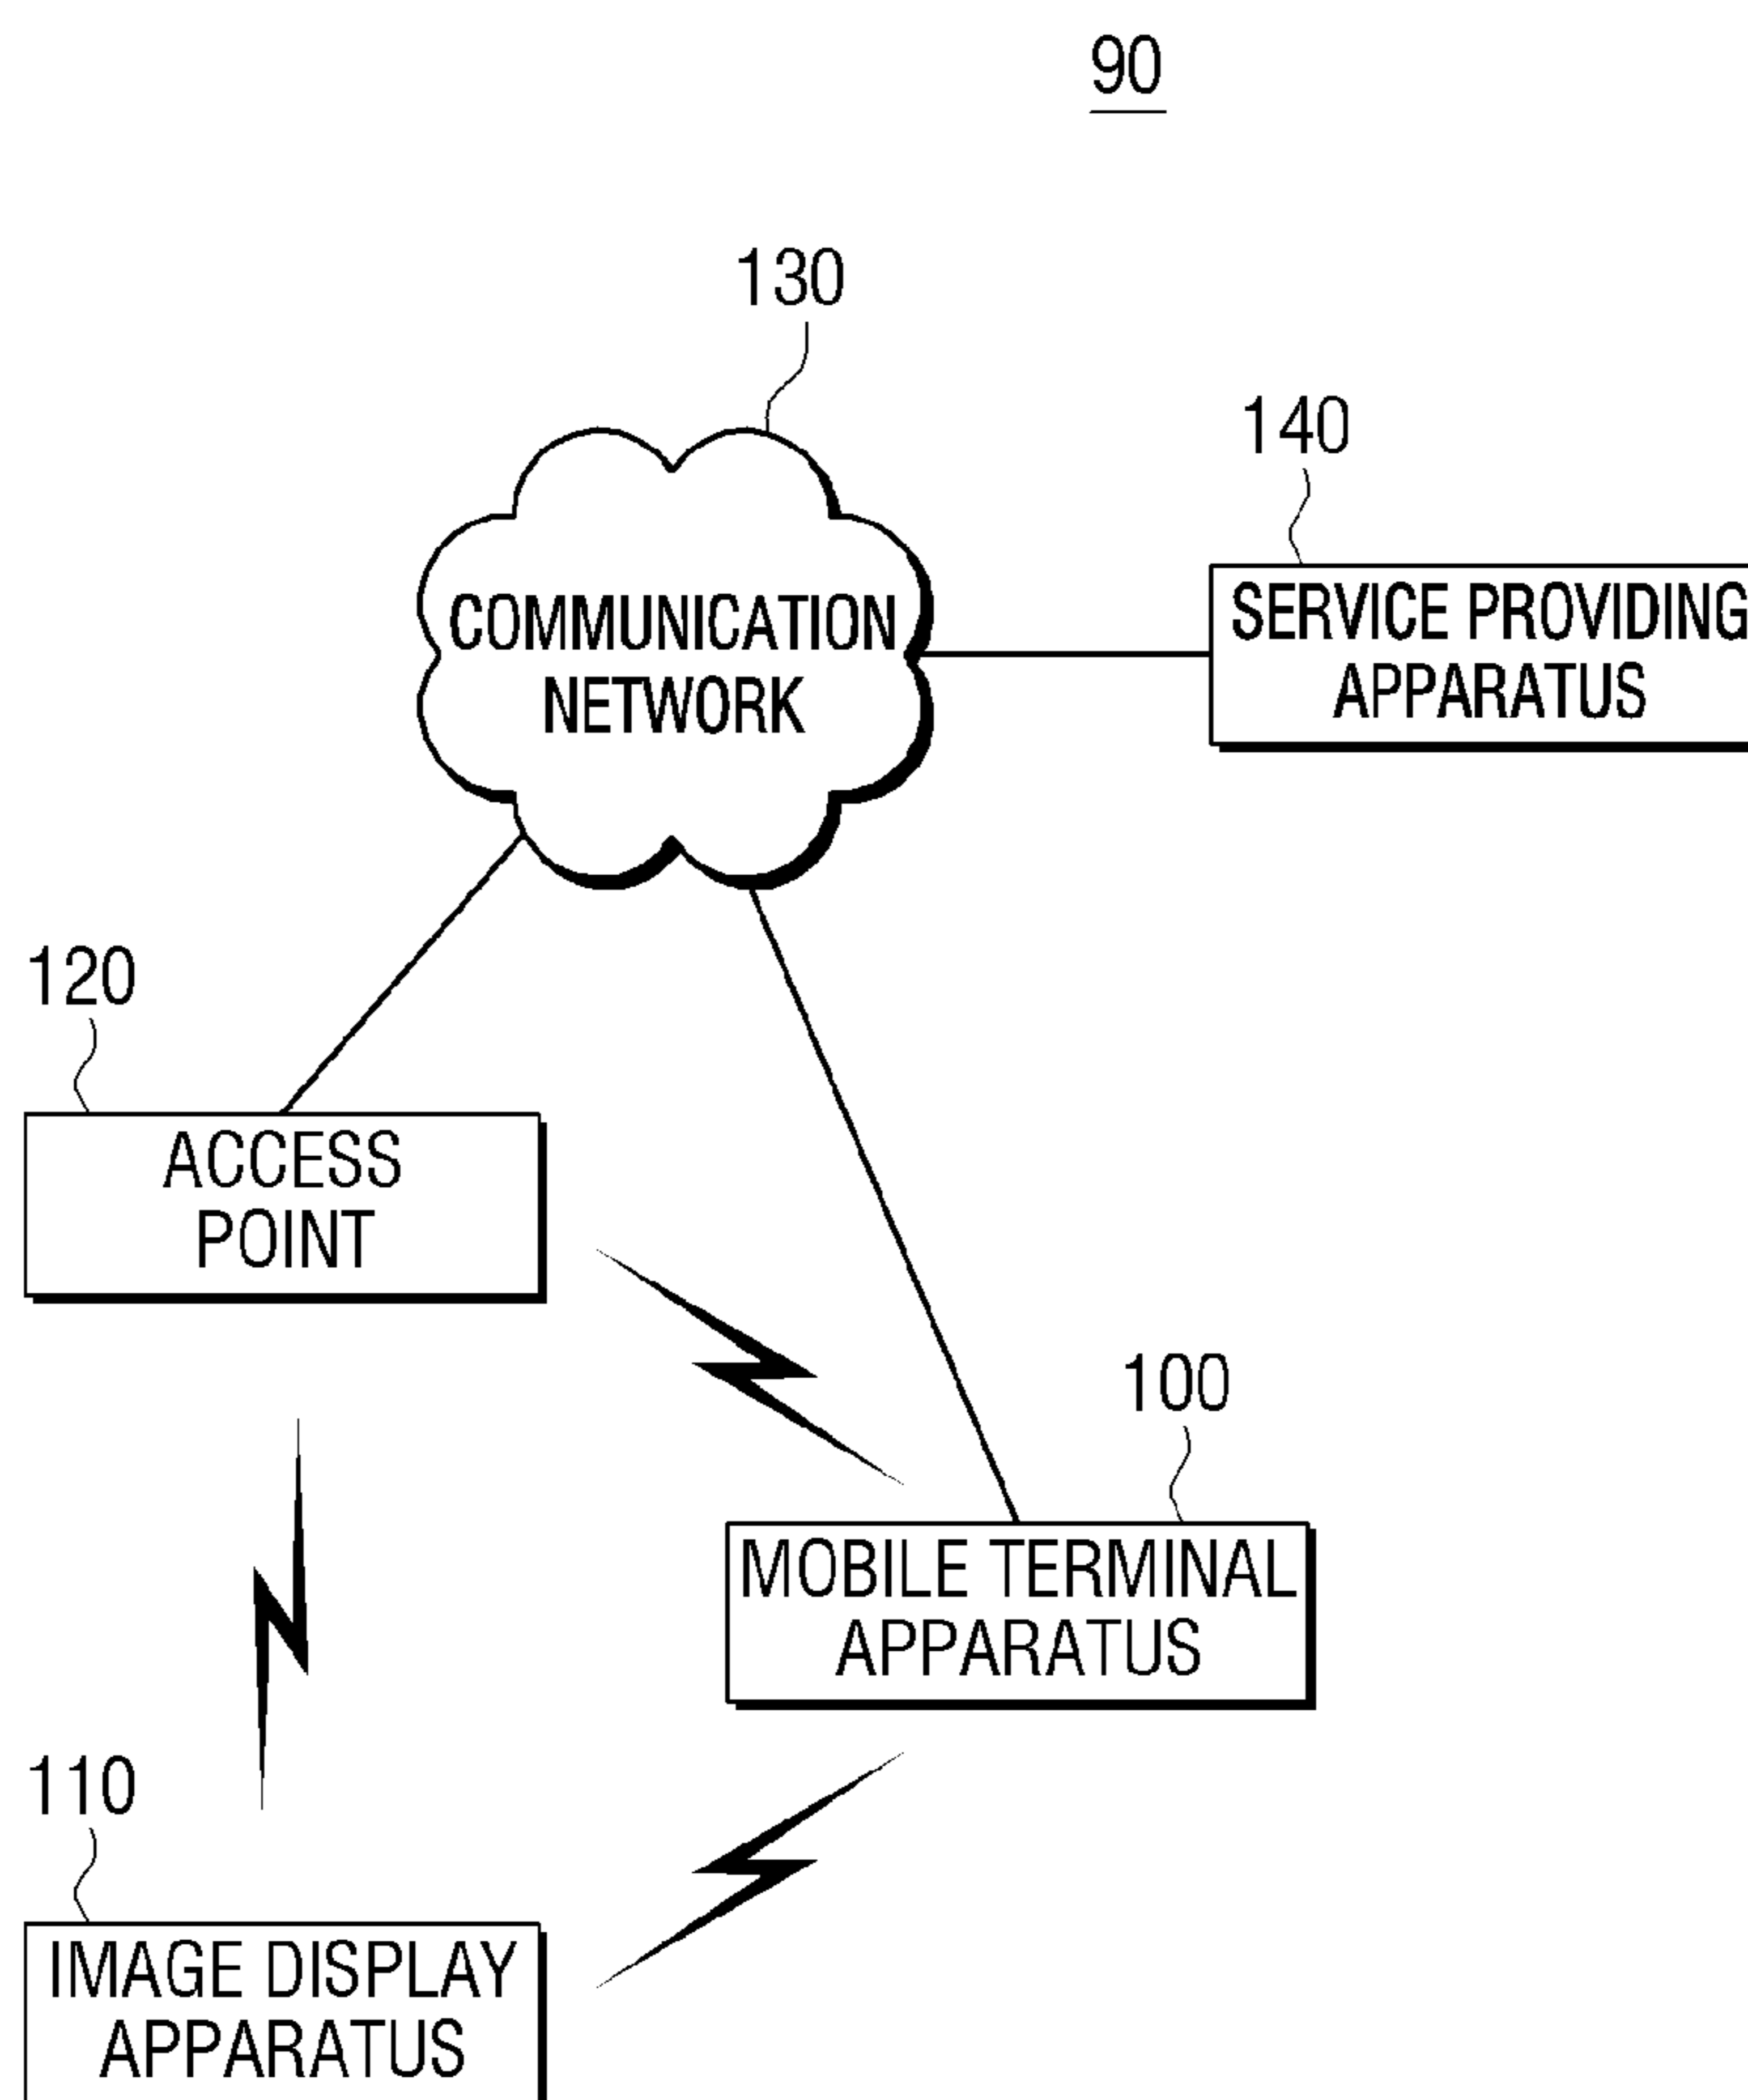 90
130
140
COMMUNICATION
NETWORK
SERVICE PROVIDING
APPARATUS
120
ACCESS
POINT
100
MOBILE TERMINAL
APPARATUS
110
IMAGE DISPLAY
APPARATUS